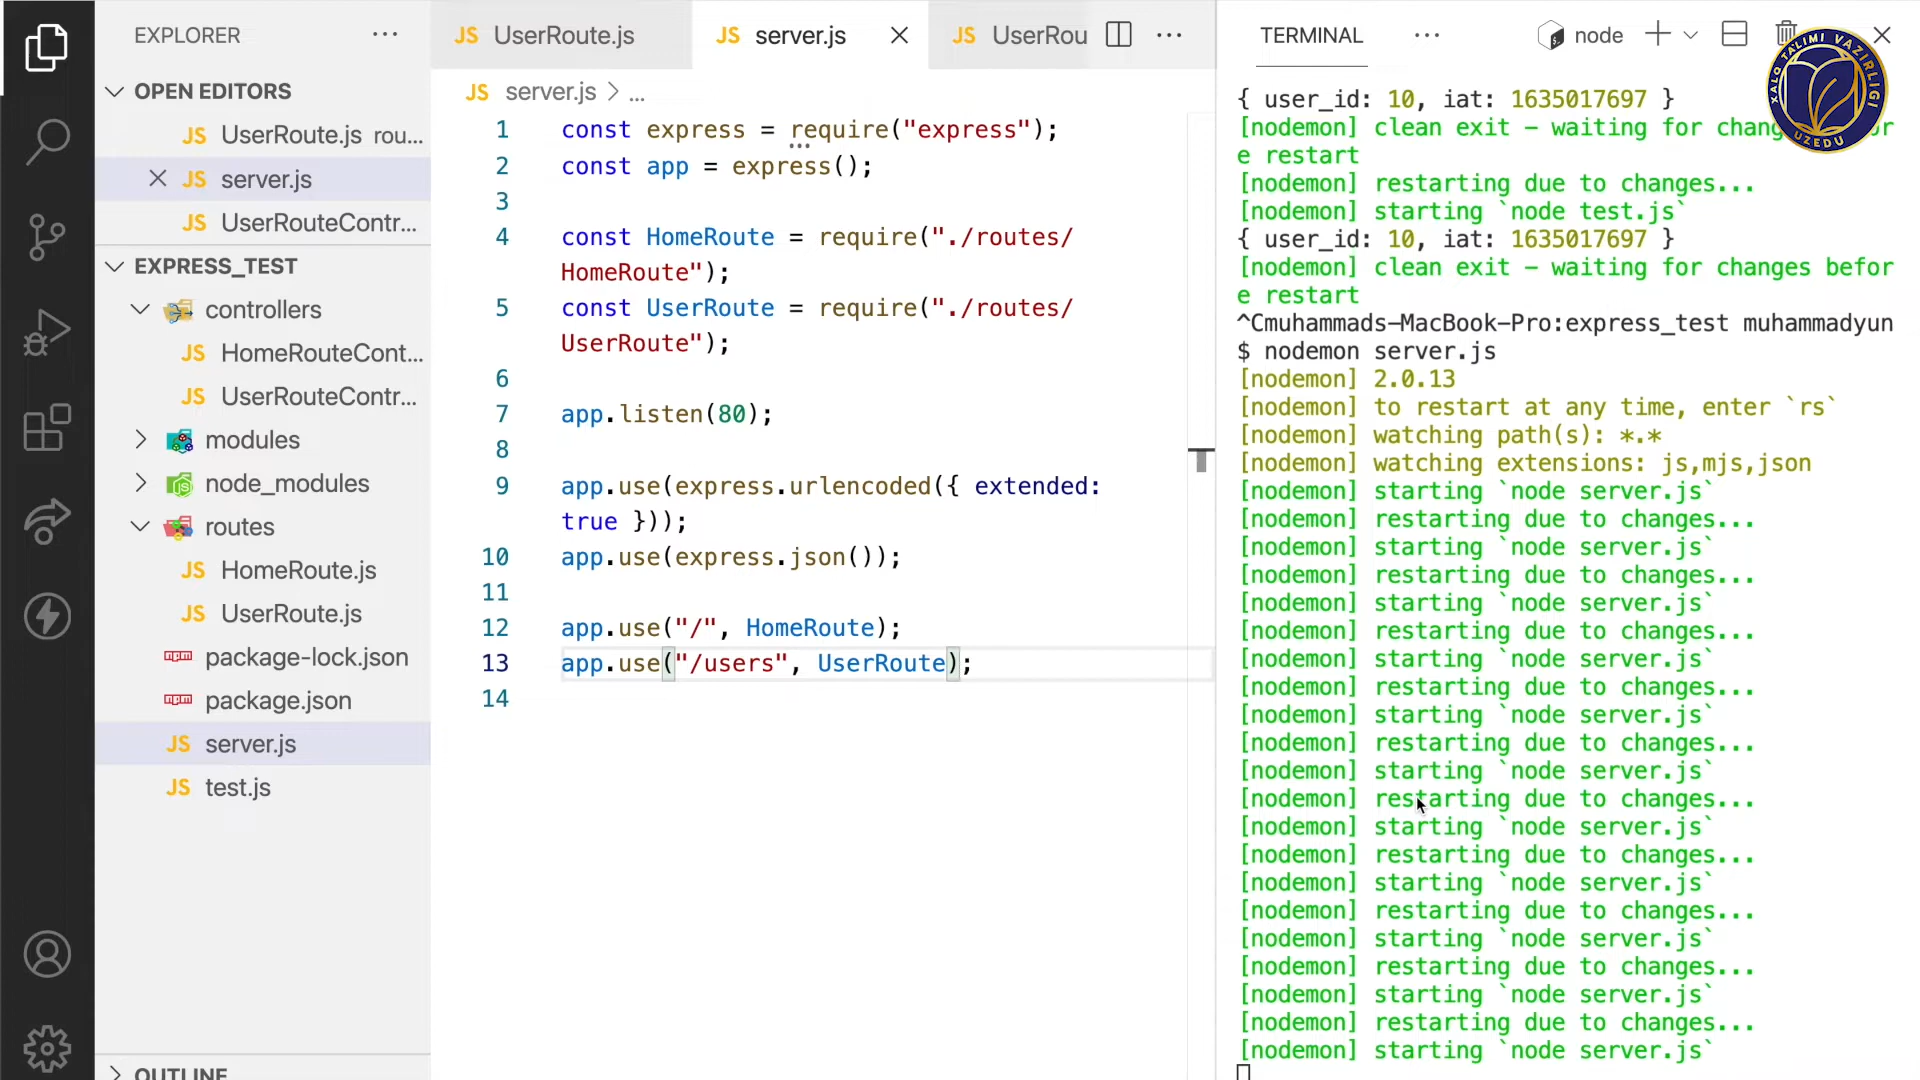 EXPLORER
OPEN EDITORS
UserRoute.js rou...
server.js
UserRouteContr...
EXPRESS_TEST
controllers
HomeRouteCont...
UserRouteContr...
modules
node_modules
routes
HomeRoute.js
UserRoute.js
package-lock.json
package.json
server.js
test.js
OUTLINE
JS UserRoute.js
JS server.js
JS UserRou
JS server.js > ...
1 const express = require("express");
2 const app = express();
3
4 const HomeRoute = require("./routes/
HomeRoute");
5 const UserRoute = require("./routes/
UserRoute");
6
7 app.listen(80);
8
9 app.use(express.urlencoded({ extended:
true }));
10 app.use(express.json());
11
12 app.use("/", HomeRoute);
13 app.use("/users", UserRoute);
14
TERMINAL
node
XALQ TALIMI VAZIRLIGI
UZEDU
{ user_id: 10, iat: 1635017697 }
[nodemon] clean exit – waiting for chang
e restart
[nodemon] restarting due to changes...
[nodemon] starting `node test.js`
{ user_id: 10, iat: 1635017697 }
[nodemon] clean exit – waiting for changes befor
e restart
^Cmuhammads-MacBook-Pro:express_test muhammadyun
$ nodemon server.js
[nodemon] 2.0.13
[nodemon] to restart at any time, enter `rs`
[nodemon] watching path(s): *.*
[nodemon] watching extensions: js,mjs,json
[nodemon] starting `node server.js`
[nodemon] restarting due to changes...
[nodemon] starting `node server.js`
[nodemon] restarting due to changes...
[nodemon] starting `node server.js`
[nodemon] restarting due to changes...
[nodemon] starting `node server.js`
[nodemon] restarting due to changes...
[nodemon] starting `node server.js`
[nodemon] restarting due to changes...
[nodemon] starting `node server.js`
[nodemon] restarting due to changes...
[nodemon] starting `node server.js`
[nodemon] restarting due to changes...
[nodemon] starting `node server.js`
[nodemon] restarting due to changes...
[nodemon] starting `node server.js`
[nodemon] restarting due to changes...
[nodemon] starting `node server.js`
[nodemon] restarting due to changes...
[nodemon] starting `node server.js`